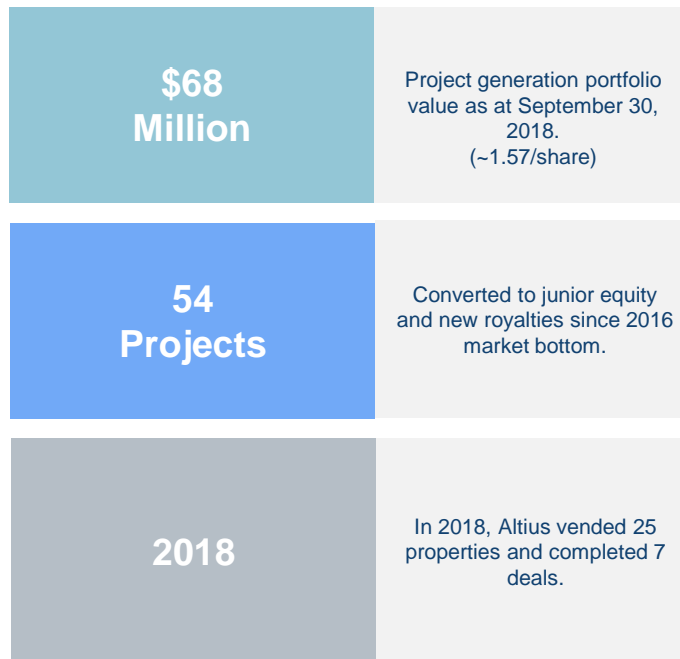 $68
Million
Project generation portfolio
value as at September 30,
2018.
(~1.57/share)
54
Projects
Converted to junior equity
and new royalties since 2016
market bottom.
2018
In 2018, Altius vended 25
properties and completed 7
deals.